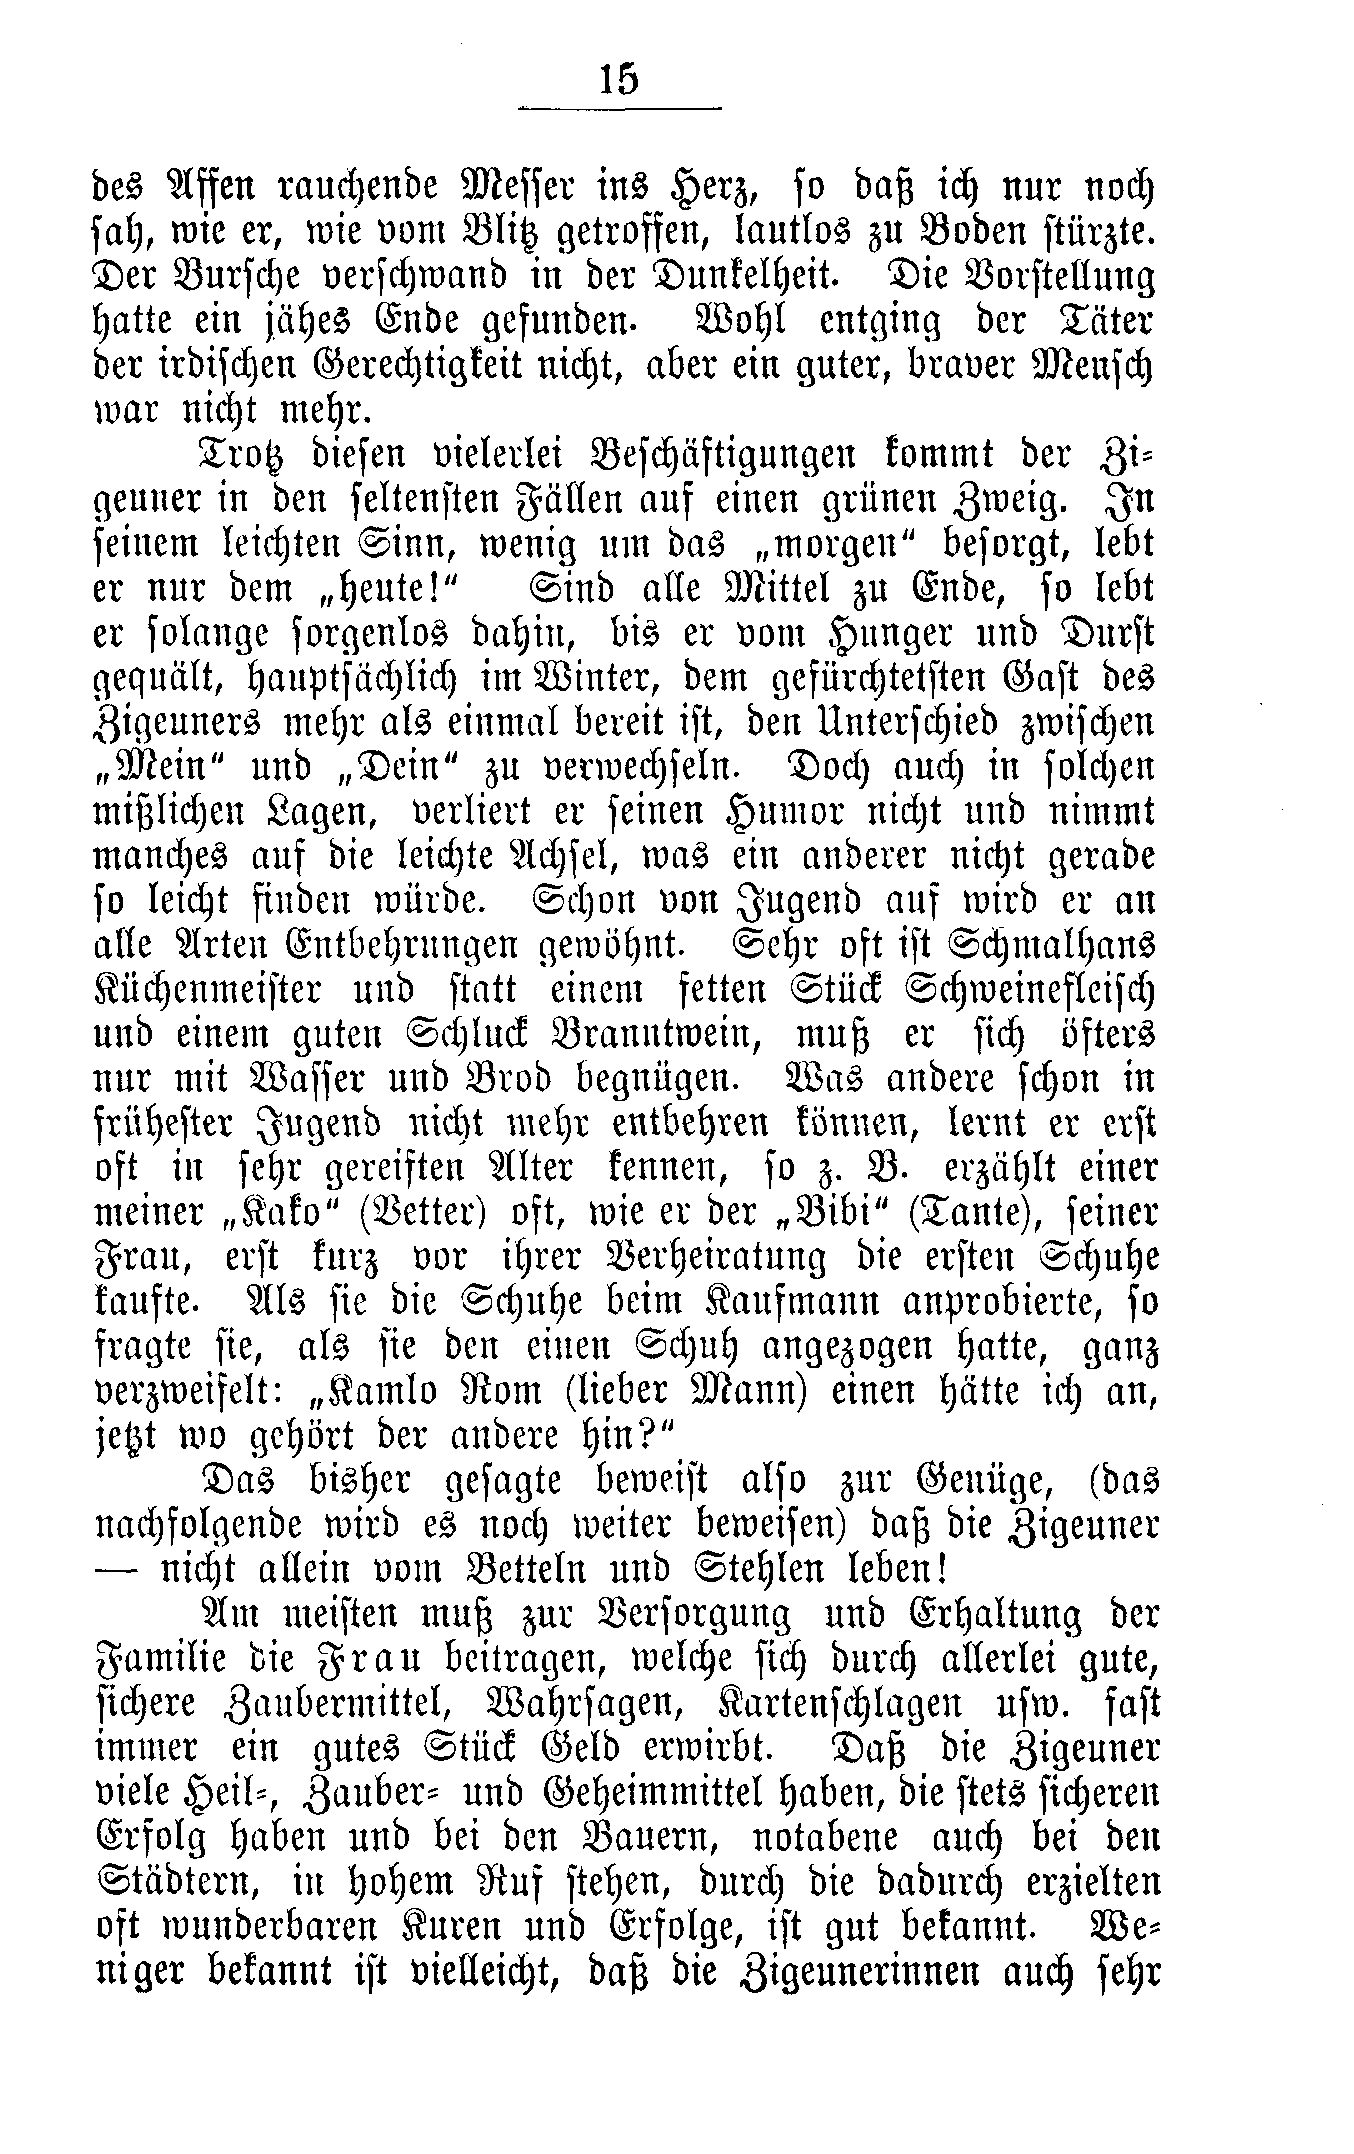 15
des Affen rauchende Messer ins Herz, so daß ich nur noch
sah, wie er, wie vom Blitz getroffen, lautlos zu Boden stürzte.
Der Bursche verschwand in der Dunkelheit. Die Vorstellung
hatte ein jähes Ende gefunden. Wohl entging der Täter
der irdischen Gerechtigkeit nicht, aber ein guter, braver Mensch
war nicht mehr.
Trotz diesen vielerlei Beschäftigungen kommt der Zi-
geuner in den seltensten Fällen auf einen grünen Zweig. In
seinem leichten Sinn, wenig um das „morgen“ besorgt, lebt
er nur dem „heute!“ Sind alle Mittel zu Ende, so lebt
er solange sorgenlos dahin, bis er vom Hunger und Durst
gequält, hauptsächlich im Winter, dem gefürchtetsten Gast des
Zigeuners mehr als einmal bereit ist, den Unterschied zwischen
„Mein“ und „Dein“ zu verwechseln. Doch auch in solchen
mißlichen Lagen, verliert er seinen Humor nicht und nimmt
manches auf die leichte Achsel, was ein anderer nicht gerade
so leicht finden würde. Schon von Jugend auf wird er an
alle Arten Entbehrungen gewöhnt. Sehr oft ist Schmalhans
Küchenmeister und statt einem fetten Stück Schweinefleisch
und einem guten Schluck Branntwein, muß er sich öfters
nur mit Wasser und Brod begnügen. Was andere schon in
frühester Jugend nicht mehr entbehren können, lernt er erst
oft in sehr gereiften Alter kennen, so z. B. erzählt einer
meiner „Kako“ (Vetter) oft, wie er der „Bibi“ (Tante), seiner
Frau, erst kurz vor ihrer Verheiratung die ersten Schuhe
kaufte. Als sie die Schuhe beim Kaufmann anprobierte, so
fragte sie, als sie den einen Schuh angezogen hatte, ganz
verzweifelt: „Kamlo Rom (lieber Mann) einen hätte ich an,
jetzt wo gehört der andere hin?“
Das bisher gesagte beweist also zur Genüge, (das
nachfolgende wird es noch weiter beweisen) daß die Zigeuner
— nicht allein vom Betteln und Stehlen leben!
Am meisten muß zur Versorgung und Erhaltung der
Familie die Frau beitragen, welche sich durch allerlei gute,
sichere Zaubermittel, Wahrsagen, Kartenschlagen usw. fast
immer ein gutes Stück Geld erwirbt. Daß die Zigeuner
viele Heil-, Zauber- und Geheimmittel haben, die stets sicheren
Erfolg haben und bei den Bauern, notabene auch bei den
Städtern, in hohem Ruf stehen, durch die dadurch erzielten
oft wunderbaren Kuren und Erfolge, ist gut bekannt. We-
niger bekannt ist vielleicht, daß die Zigeunerinnen auch sehr